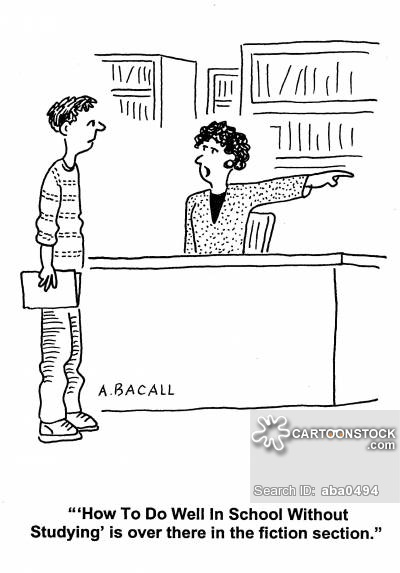 A.BACALL
CARTOONSTOCK
.com
Search ID: aba0494
“‘How To Do Well In School Without
Studying’ is over there in the fiction section.”